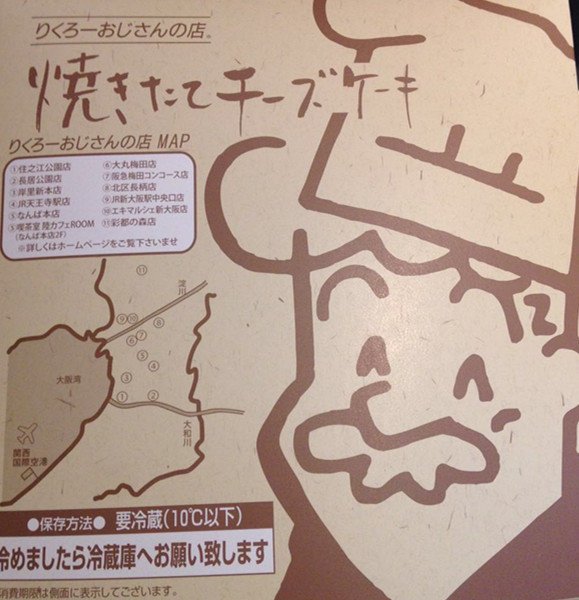 りくろーおじさんの店®
焼きたてチーズケーキ
りくろーおじさんの店 MAP
①住之江公園店
②長居公園店
③岸里新本店
④JR天王寺駅店
⑤なんば本店
⑤喫茶室 陸カフェROOM
(なんば本店2F)
⑥大丸梅田店
⑦阪急梅田コンコース店
⑧北区長柄店
⑨JR新大阪駅中央口店
⑩エキマルシェ新大阪店
⑪彩都の森店
※詳しくはホームページをご覧下さいませ
⑪
淀川
⑨⑩
⑧
⑦
⑥
⑤
④
大阪湾
③
①
②
大和川
関西
国際空港
●保存方法● 要冷蔵(10℃以下)
冷めましたら冷蔵庫へお願い致します
消費期限は側面に表示してございます。